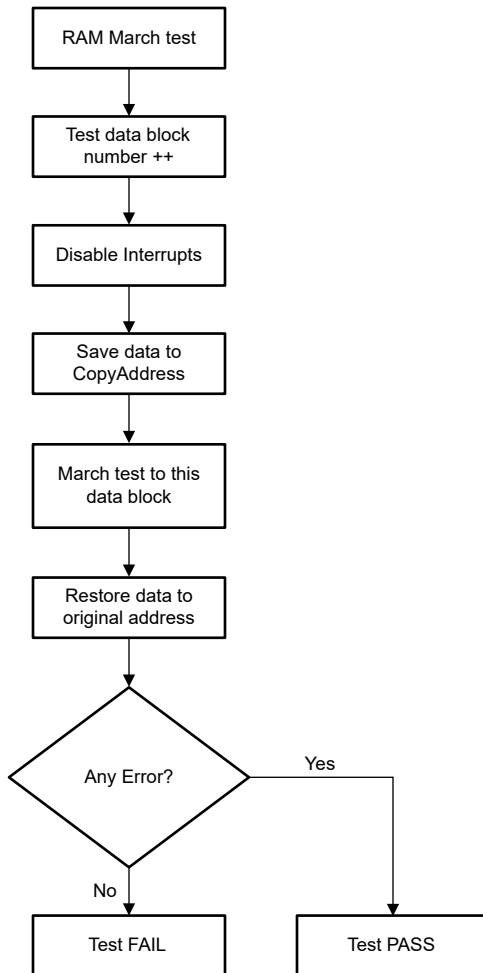 RAM March test
Test data block
number ++
Disable Interrupts
Save data to
CopyAddress
March test to this
data block
Restore data to
original address
Any Error?
Yes
No
Test FAIL
Test PASS